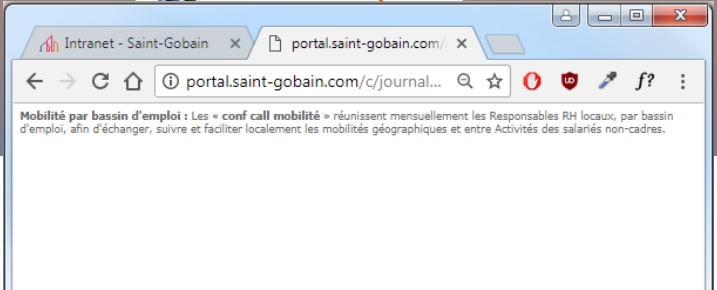 Intranet - Saint-Gobain
portal.saint-gobain.com/
portal.saint-gobain.com/c/journal...
f?
Mobilité par bassin d'emploi : Les « conf call mobilité » réunissent mensuellement les Responsables RH locaux, par bassin
d'emploi, afin d'échanger, suivre et faciliter localement les mobilités géographiques et entre Activités des salariés non-cadres.